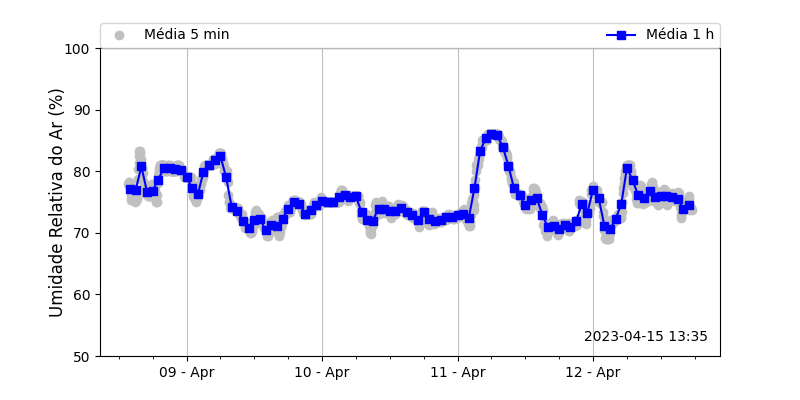 Média 5 min
Média 1 h
Umidade Relativa do Ar (%)
100
90
80
70
60
50
2023-04-15 13:35
09 - Apr
10 - Apr
11 - Apr
12 - Apr